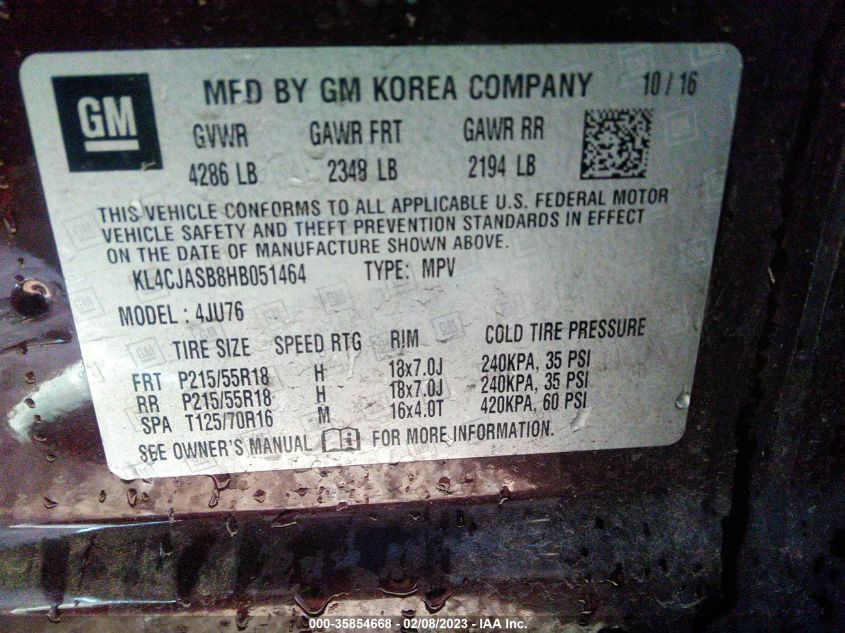 GM
MFD BY GM KOREA COMPANY 10/16
GVWR GAWR FRT GAWR RR
4286 LB 2348 LB 2194 LB
THIS VEHICLE CONFORMS TO ALL APPLICABLE U.S. FEDERAL MOTOR
VEHICLE SAFETY AND THEFT PREVENTION STANDARDS IN EFFECT
ON THE DATE OF MANUFACTURE SHOWN ABOVE.
KL4CJASB8HB051464 TYPE: MPV
MODEL: 4JU76
TIRE SIZE SPEED RTG RIM COLD TIRE PRESSURE
FRT P215/55R18 H 18x7.0J 240KPA, 35 PSI
RR P215/55R18 H 18x7.0J 240KPA, 35 PSI
SPA T125/70R16 M 16x4.0T 420KPA, 60 PSI
SEE OWNER'S MANUAL FOR MORE INFORMATION.
000-35854668 - 02/08/2023 - IAA Inc.